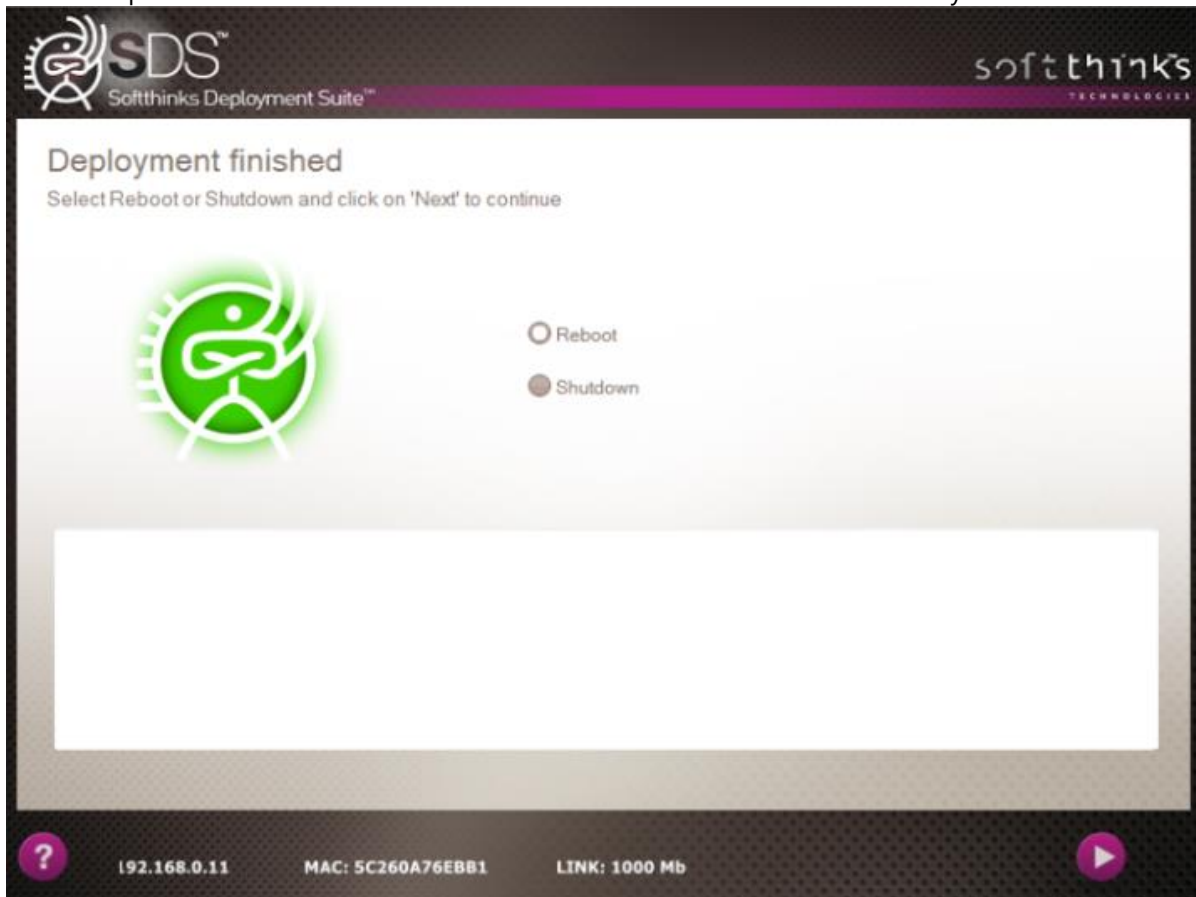 SDS™
Softthinks Deployment Suite™
softthinks
TECHNOLOGIES
Deployment finished
Select Reboot or Shutdown and click on 'Next' to continue
Reboot
Shutdown
?
192.168.0.11 MAC: 5C260A76EBB1 LINK: 1000 Mb